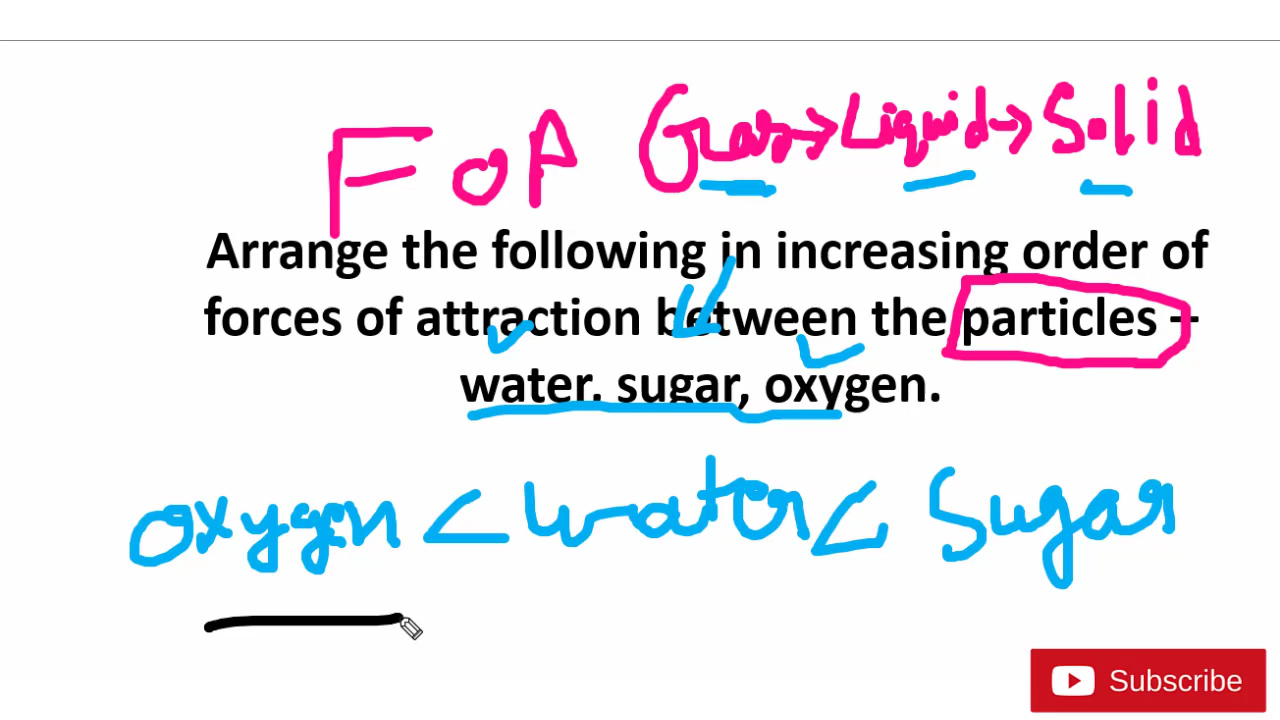 FoA Gas→Liquid→Solid
Arrange the following in increasing order of
forces of attraction between the particles –
water, sugar, oxygen.
oxygen < water < Sugar
Subscribe